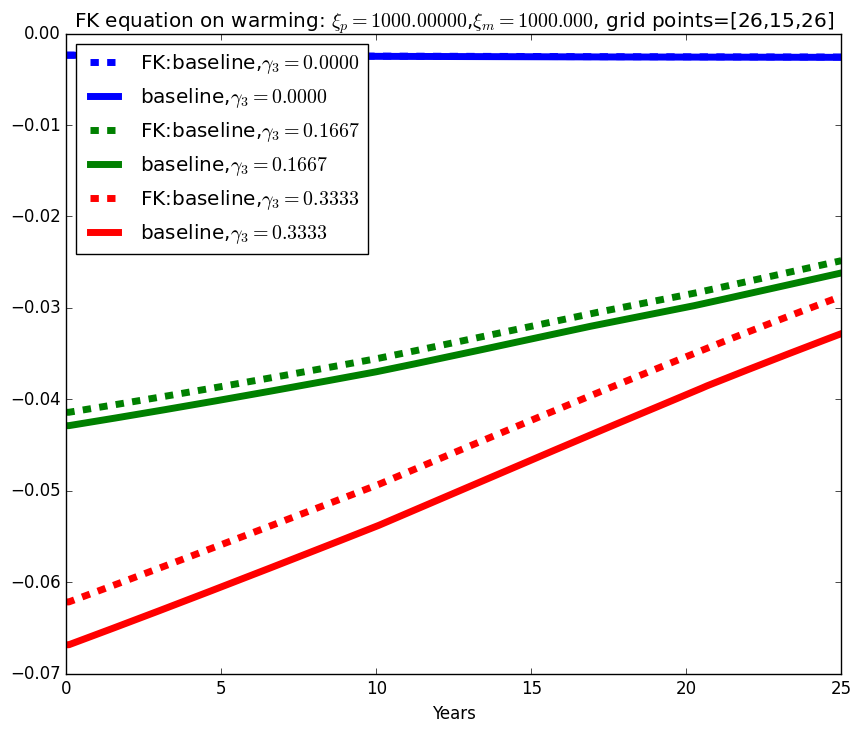 FK equation on warming: ξₚ = 1000.00000,ξₘ = 1000.000, grid points=[26,15,26]
0.00
−0.01
−0.02
−0.03
−0.04
−0.05
−0.06
−0.07
FK:baseline,γ₃ = 0.0000
baseline,γ₃ = 0.0000
FK:baseline,γ₃ = 0.1667
baseline,γ₃ = 0.1667
FK:baseline,γ₃ = 0.3333
baseline,γ₃ = 0.3333
0 5 10 15 20 25
Years